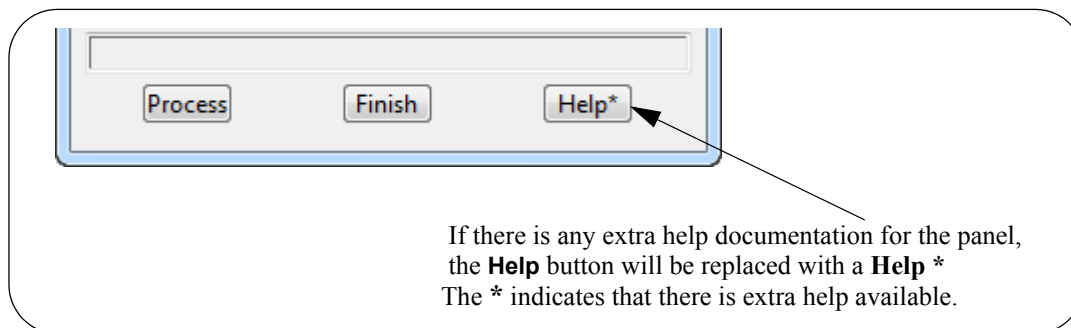 Process Finish Help*
If there is any extra help documentation for the panel,
the Help button will be replaced with a Help *
The * indicates that there is extra help available.